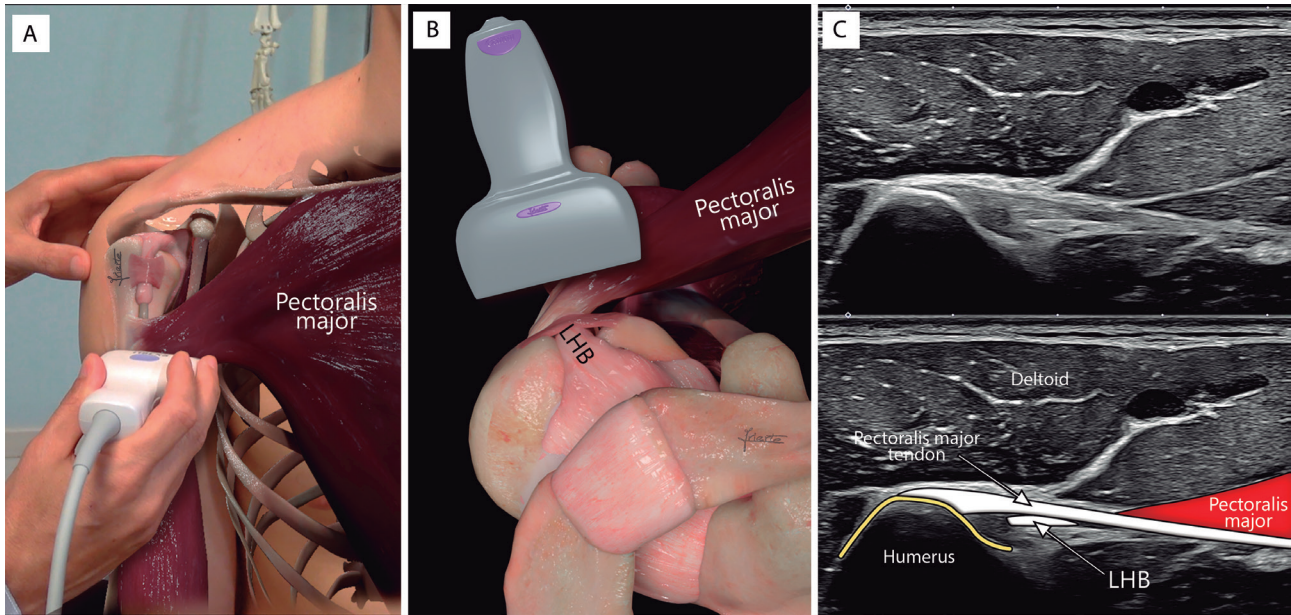 A
Pectoralis
major
B
Pectoralis
major
LHB
C
Deltoid
Pectoralis major
tendon
Pectoralis
major
Humerus
LHB